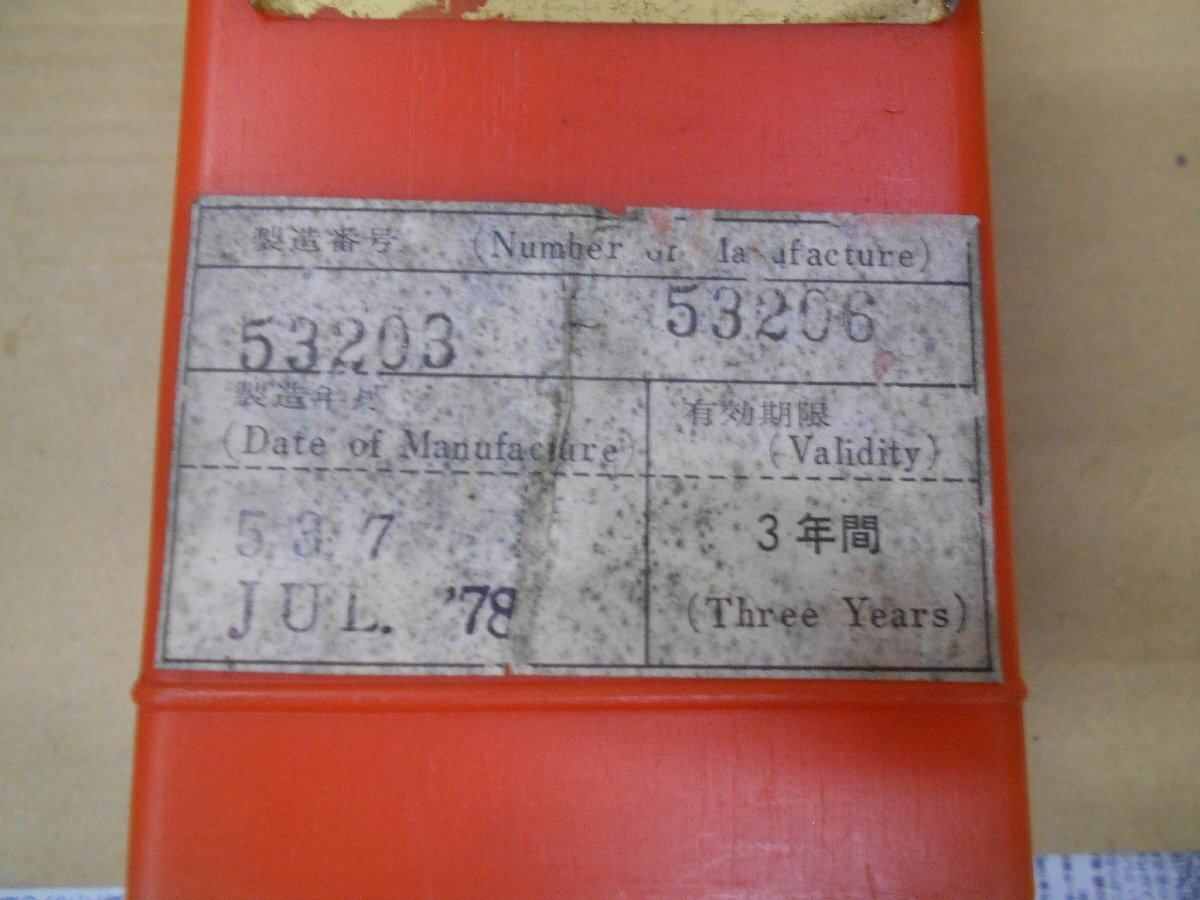 製造番号 (Number of Manufacture)
53203 ~ 53206
製造年月
(Date of Manufacture)
有効期限
(Validity)
53 7
JUL. '78
3年間
(Three Years)